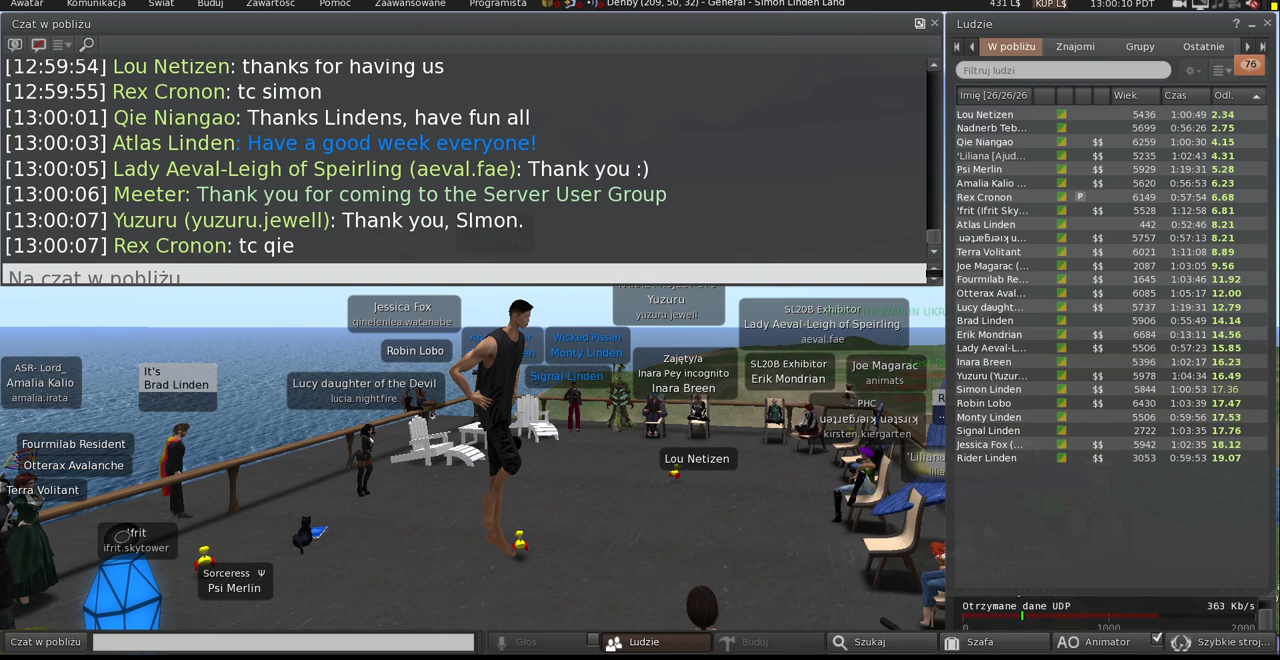 Awatar Komunikacja Świat Buduj Zawartość Pomoc Zaawansowane Programista Denby (209, 50, 32) - General - Simon Linden Land 431 L$ KUP L$ 13:00:10 PDT
Czat w pobliżu
[12:59:54] Lou Netizen: thanks for having us
[12:59:55] Rex Cronon: tc simon
[13:00:01] Qie Niangao: Thanks Lindens, have fun all
[13:00:03] Atlas Linden: Have a good week everyone!
[13:00:05] Lady Aeval-Leigh of Speirling (aeval.fae): Thank you :)
[13:00:06] Meeter: Thank you for coming to the Server User Group
[13:00:07] Yuzuru (yuzuru.jewell): Thank you, SImon.
[13:00:07] Rex Cronon: tc qie
Na czat w pobliżu
Ludzie
W pobliżu Znajomi Grupy Ostatnie
Filtruj ludzi
76
Imię [26/26/26 Wiek Czas Odl.
Lou Netizen 5436 1:00:49 2.34
Nadnerb Teb... 5699 0:56:26 2.75
Qie Niangao $$ 6259 1:00:30 4.15
'Liliana [Ajud... $$ 5235 1:02:43 4.31
Psi Merlin $$ 5929 1:19:31 5.28
Amalia Kalio ... $$ 5620 0:56:53 6.23
Rex Cronon P 6149 0:57:54 6.68
'frit (Ifrit Sky... $$ 5528 1:12:58 6.81
Atlas Linden 442 0:52:46 8.21
$$ 5757 0:57:13 8.21
Terra Volitant $$ 6021 1:11:08 8.89
Joe Magarac (... $$ 2087 1:03:05 9.56
Fourmilab Re... $$ 1645 1:03:46 11.92
Otterax Aval... $$ 6085 1:05:17 12.00
Lucy daught... $$ 5737 1:19:31 12.79
Brad Linden 5906 0:55:49 14.14
Erik Mondrian $$ 6684 0:13:11 14.56
Lady Aeval-L... $$ 5506 0:57:23 15.85
Inara Breen 5396 1:02:17 16.23
Yuzuru (Yuzur... $$ 5978 1:04:34 16.49
Simon Linden $$ 5844 1:00:53 17.36
Robin Lobo $$ 6430 1:03:39 17.47
Monty Linden 5506 0:59:56 17.53
Signal Linden 2722 1:03:35 17.76
Jessica Fox (... $$ 5942 1:02:35 18.12
Rider Linden $$ 3053 0:59:53 19.07
Jessica Fox
qinelenlea.watanabe
Robin Lobo
Lucy daughter of the Devil
lucia.nightfire
Wicked Pissah
Monty Linden
Signal Linden
Yuzuru
yuzuru.jewell
SL20B Exhibitor
Lady Aeval-Leigh of Speirling
aeval.fae
Zajęty/a
Inara Pey incognito
Inara Breen
SL20B Exhibitor
Erik Mondrian
Joe Magarac
animats
PHC
kirsten.kiergarten
'Liliana
Lou Netizen
ASR- Lord_
Amalia Kalio
amalia.irata
It's
Brad Linden
Fourmilab Resident
Otterax Avalanche
Terra Volitant
ifrit.skytower
Sorceress Ψ
Psi Merlin
Otrzymane dane UDP 363 Kb/s
0 1000 2000
Czat w pobliżu Głos Ludzie Buduj Szukaj Szafa AO Animator Szybkie stroj...